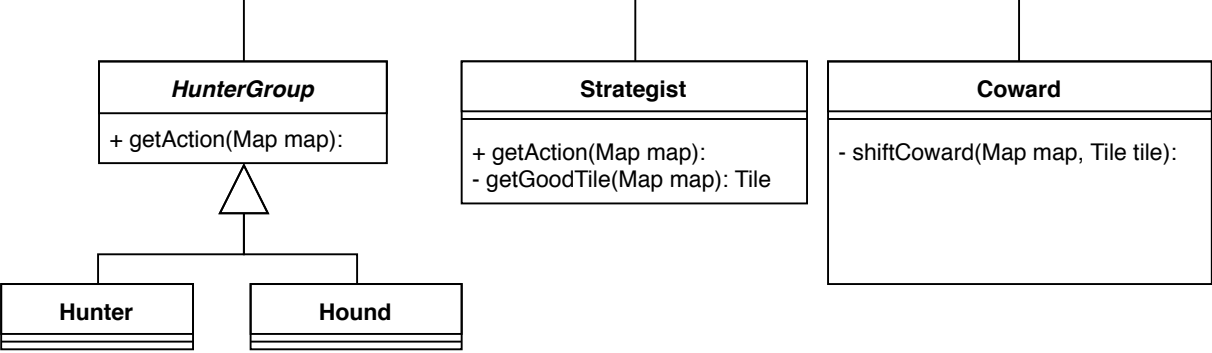 HunterGroup
+ getAction(Map map):
Strategist
+ getAction(Map map):
- getGoodTile(Map map): Tile
Coward
- shiftCoward(Map map, Tile tile):
Hunter
Hound